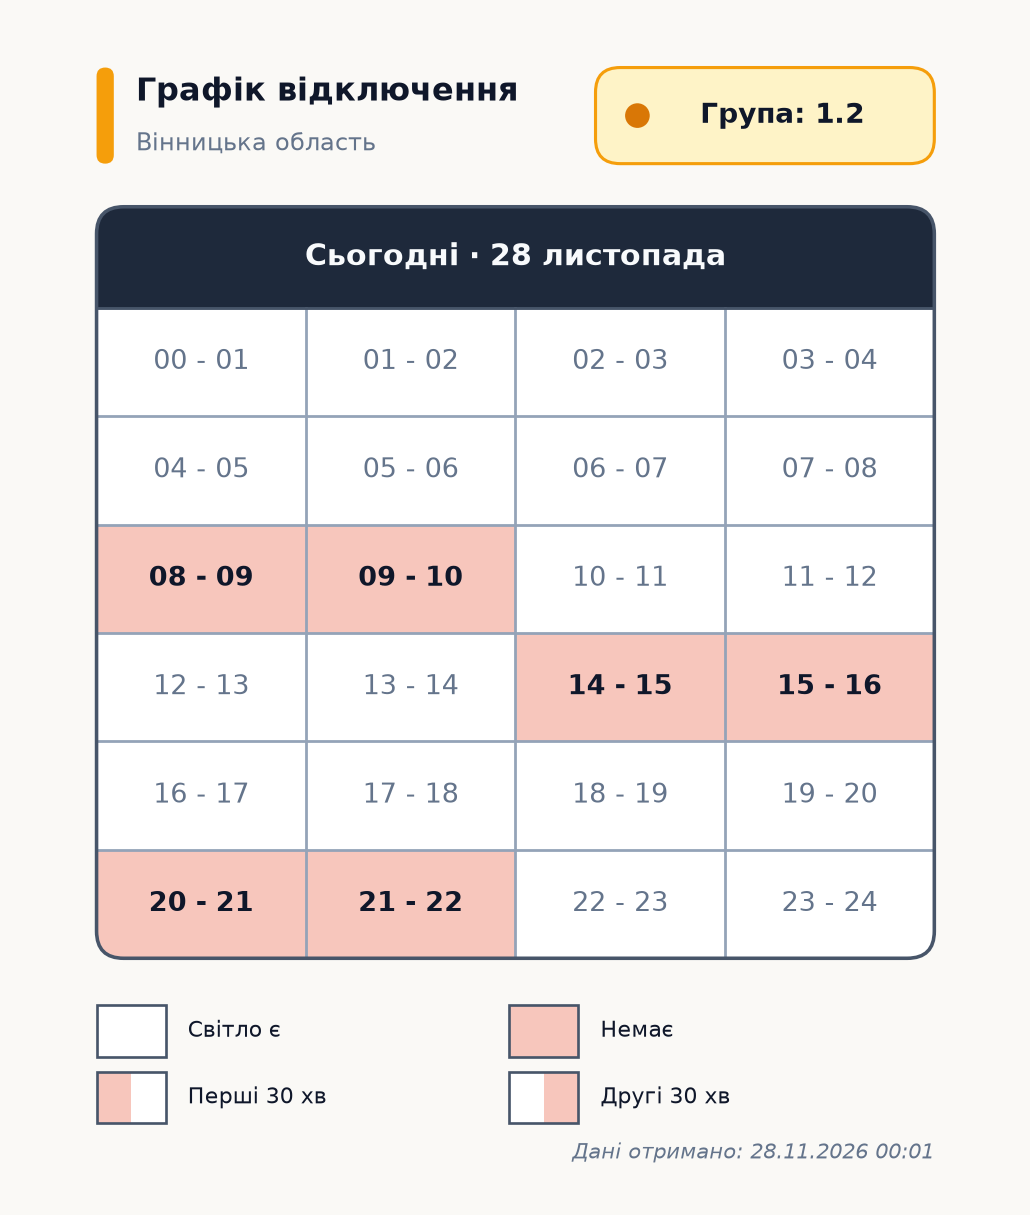 Графік відключення
Вінницька область
Група: 1.2
Сьогодні · 28 листопада
00 - 01 01 - 02 02 - 03 03 - 04
04 - 05 05 - 06 06 - 07 07 - 08
08 - 09 09 - 10 10 - 11 11 - 12
12 - 13 13 - 14 14 - 15 15 - 16
16 - 17 17 - 18 18 - 19 19 - 20
20 - 21 21 - 22 22 - 23 23 - 24
Світло є Немає
Перші 30 хв Другі 30 хв
Дані отримано: 28.11.2026 00:01